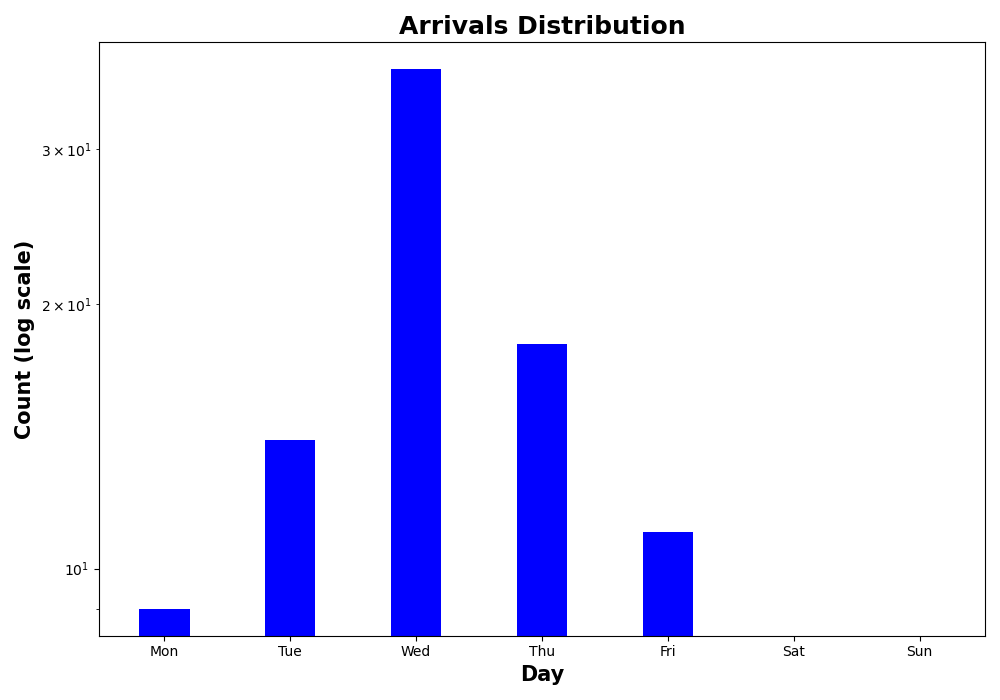 Arrivals Distribution
Count (log scale)
3 × 10¹
2 × 10¹
10¹
Mon Tue Wed Thu Fri Sat Sun
Day